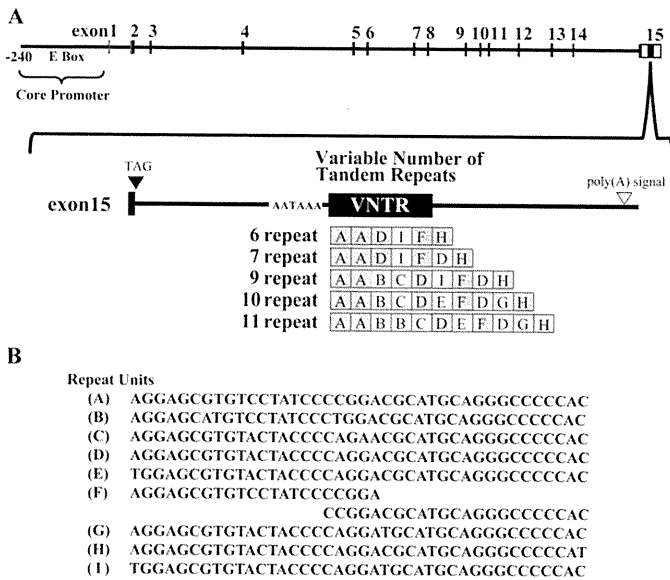 A
exon1 2 3 4 5 6 7 8 9 10 11 12 13 14 15
-240 E Box
Core Promoter
Variable Number of
Tandem Repeats
TAG
poly(A) signal
exon15 AATAAA VNTR
6 repeat A A D I F H
7 repeat A A D I F D H
9 repeat A A B C D I F D H
10 repeat A A B C D E F D G H
11 repeat A A B B C D E F D G H
B
Repeat Units
(A) AGGAGCGTGTCCTATCCCCGGACGCATGCAGGGCCCCCAC
(B) AGGAGCATGTCCTATCCCTGGACGCATGCAGGGCCCCCAC
(C) AGGAGCGTGTACTACCCCAGAACGCATGCAGGGCCCCCAC
(D) AGGAGCGTGTACTACCCCAGGACGCATGCAGGGCCCCCAC
(E) TGGAGCGTGTACTACCCCAGGACGCATGCAGGGCCCCCAC
(F) AGGAGCGTGTCCTATCCCCGGA
CCGGACGCATGCAGGGCCCCCAC
(G) AGGAGCGTGTACTACCCCAGGATGCATGCAGGGCCCCCAC
(H) AGGAGCGTGTACTACCCCAGGACGCATGCAGGGCCCCCAT
(I) TGGAGCGTGTACTACCCCAGGATGCATGCAGGGCCCCCAC